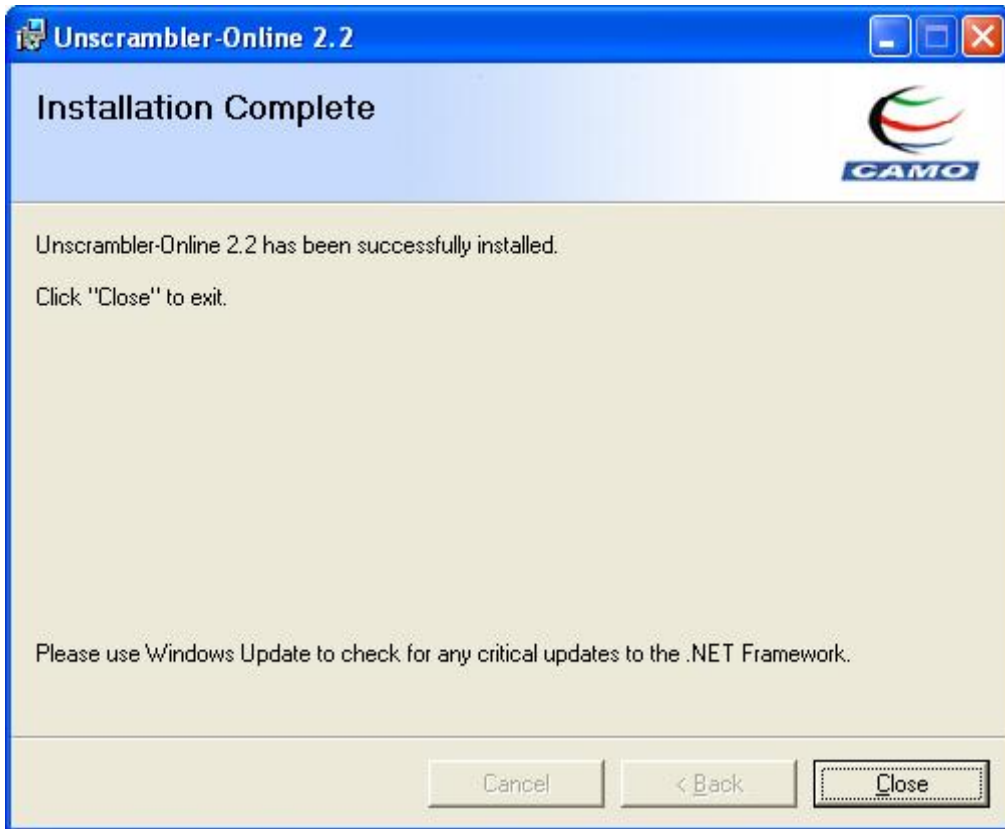 Unscrambler-Online 2.2
Installation Complete
CAMO
Unscrambler-Online 2.2 has been successfully installed.
Click "Close" to exit.
Please use Windows Update to check for any critical updates to the .NET Framework.
Cancel < Back Close